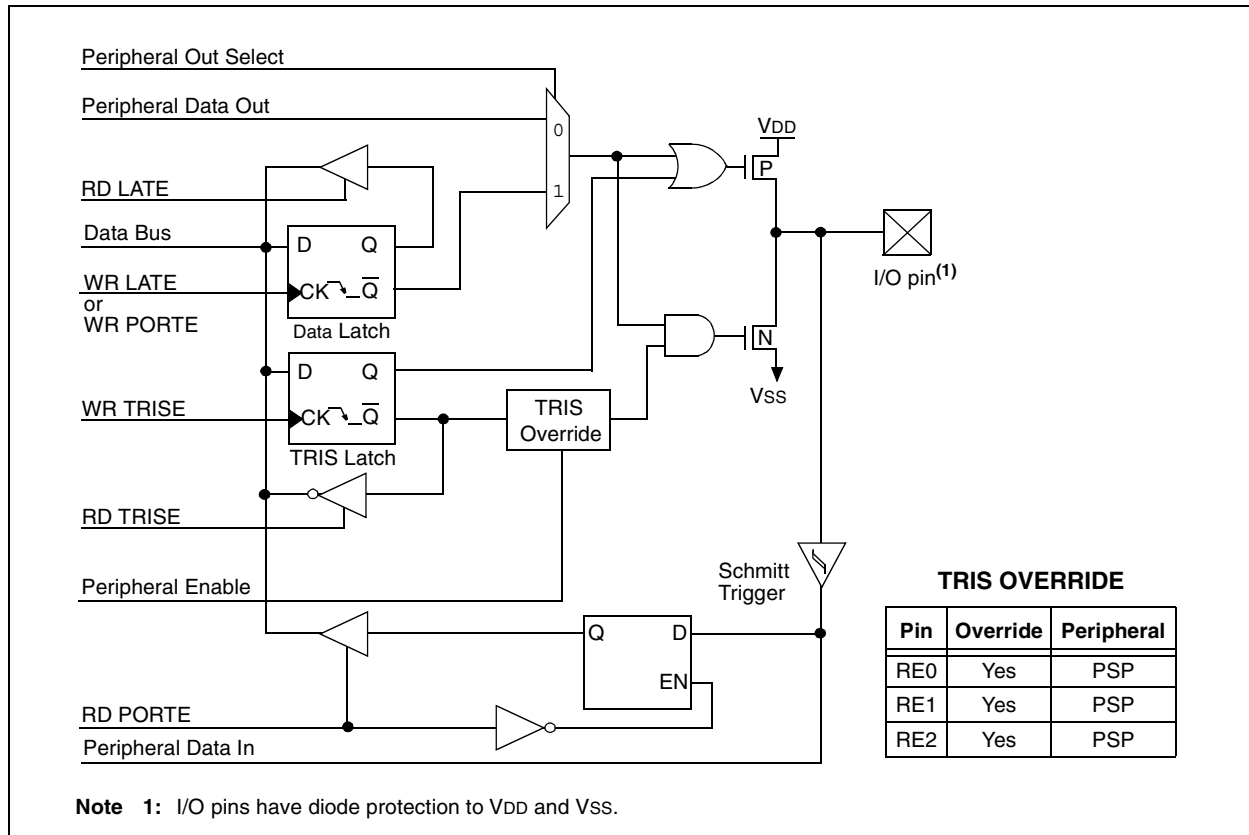 Peripheral Out Select
Peripheral Data Out
0
1
VDD
P
RD LATE
Data Bus
D Q
WR LATE
or
WR PORTE
CK Q̅
Data Latch
I/O pin(1)
N
VSS
D Q
WR TRISE
CK Q̅
TRIS Latch
TRIS
Override
RD TRISE
Peripheral Enable
Schmitt
Trigger
Q D
EN
RD PORTE
Peripheral Data In
TRIS OVERRIDE
Pin Override Peripheral
RE0 Yes PSP
RE1 Yes PSP
RE2 Yes PSP
Note 1: I/O pins have diode protection to VDD and VSS.